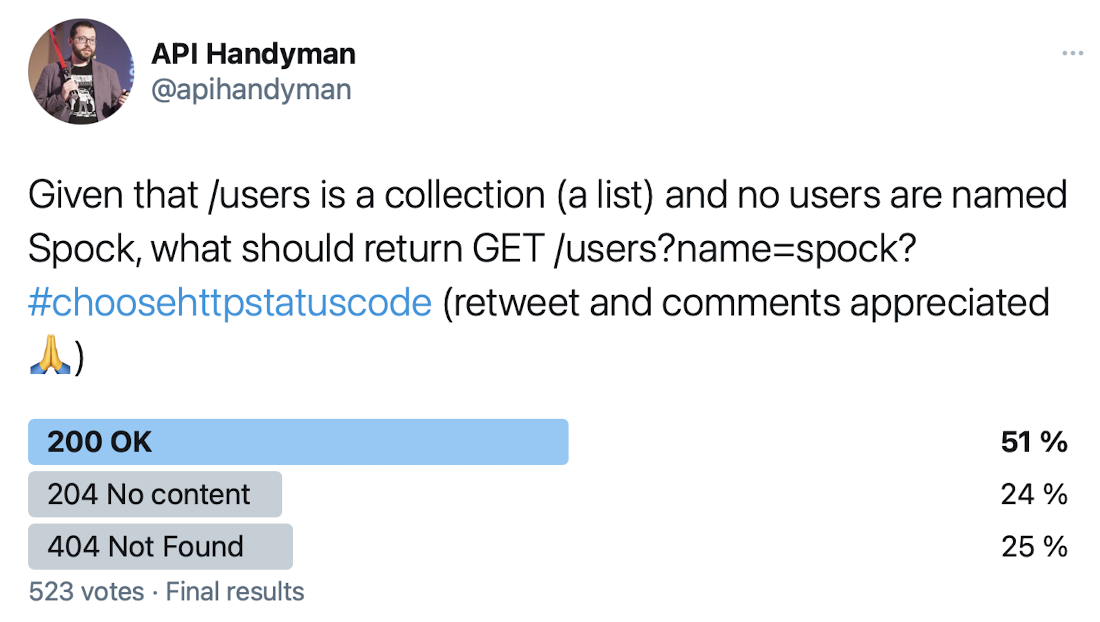 API Handyman
@apihandyman
Given that /users is a collection (a list) and no users are named
Spock, what should return GET /users?name=spock?
#choosehttpstatuscode (retweet and comments appreciated
🙏)
200 OK 51 %
204 No content 24 %
404 Not Found 25 %
523 votes · Final results